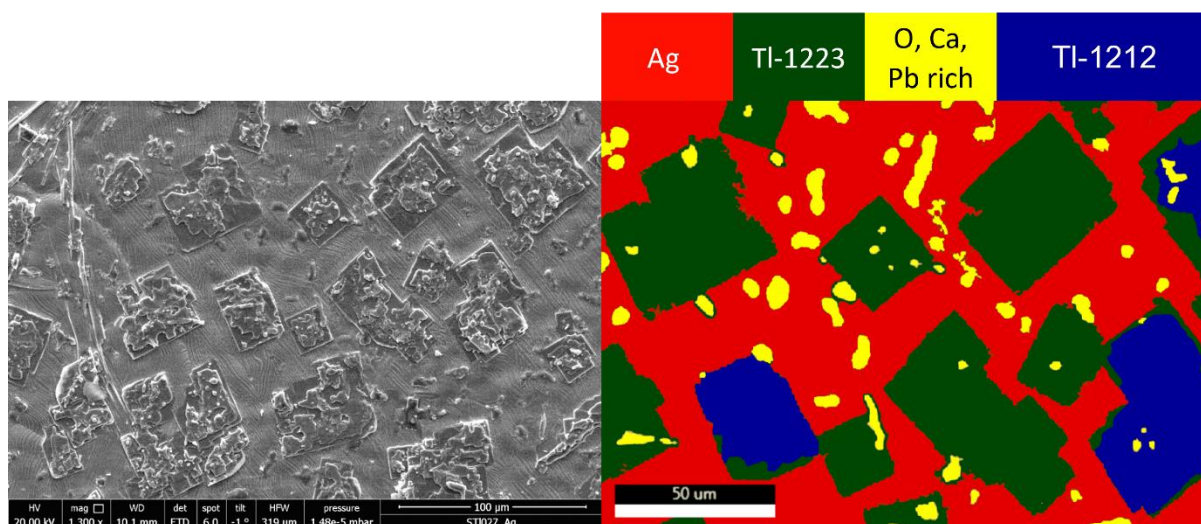 Ag
Tl-1223
O, Ca,
Pb rich
Tl-1212
HV mag □ WD det spot tilt HFW pressure
20.00 kV 1 300 x 10.1 mm ETD 6.0 -1 ° 319 µm 1.48e-5 mbar
100 µm
STl027_Ag
50 um